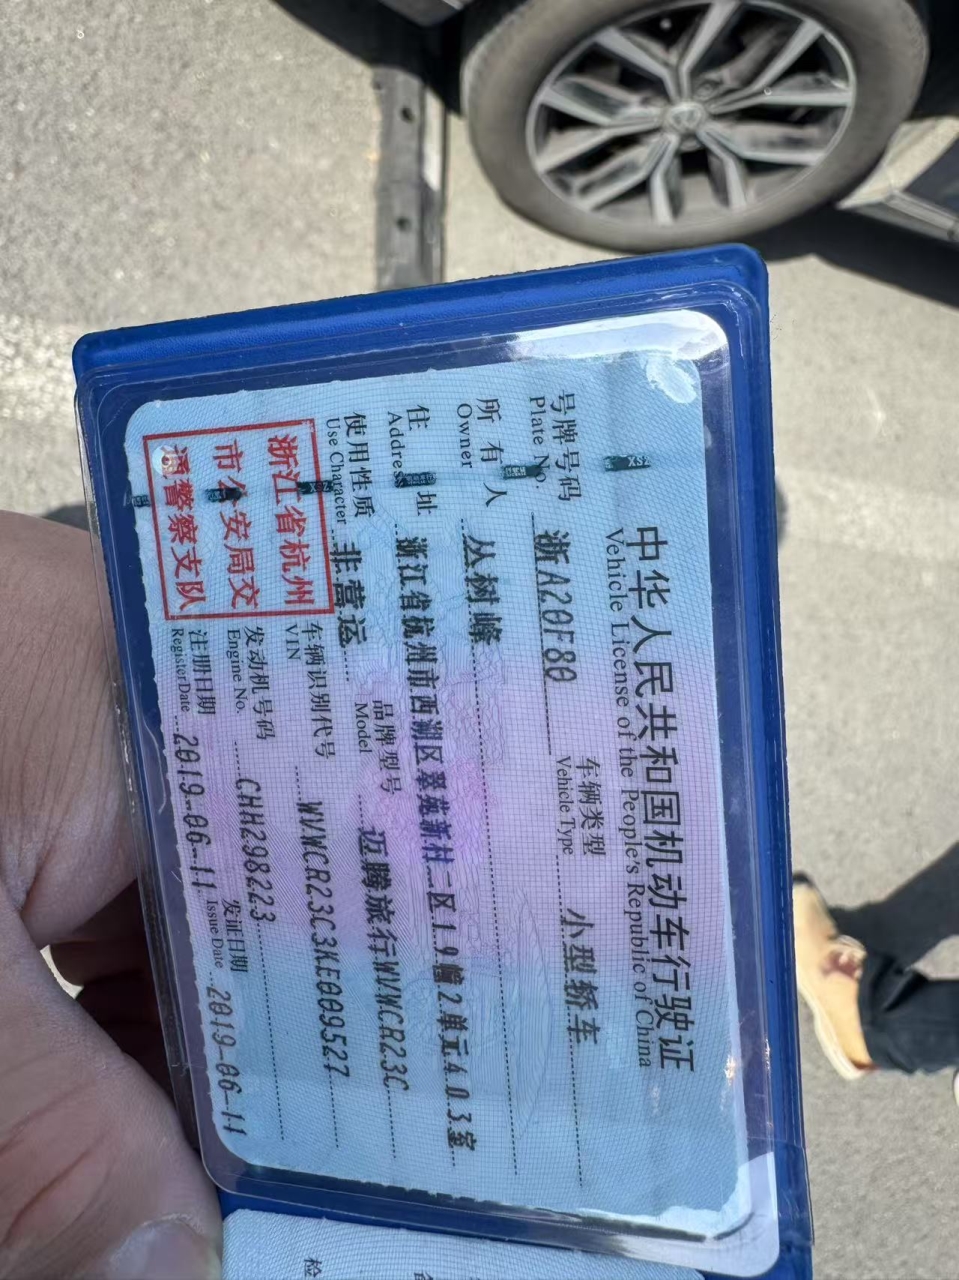 中华人民共和国机动车行驶证
Vehicle License of the People's Republic of China
号牌号码 浙A20F80 车辆类型 小型轿车
Plate No. Vehicle Type
所有人 丛树峰
Owner
住址 浙江省杭州市西湖区翠苑新村二区19幢2单元403室
Address
使用性质 非营运 品牌型号 迈腾旅行WVWCR23C
Use Character Model
浙江省杭州
市公安局交
通警察支队
车辆识别代号 WVWCR23C3KE009527
VIN
发动机号码 CHH298223
Engine No.
注册日期 2019-06-11 发证日期 2019-06-11
Register Date Issue Date
检